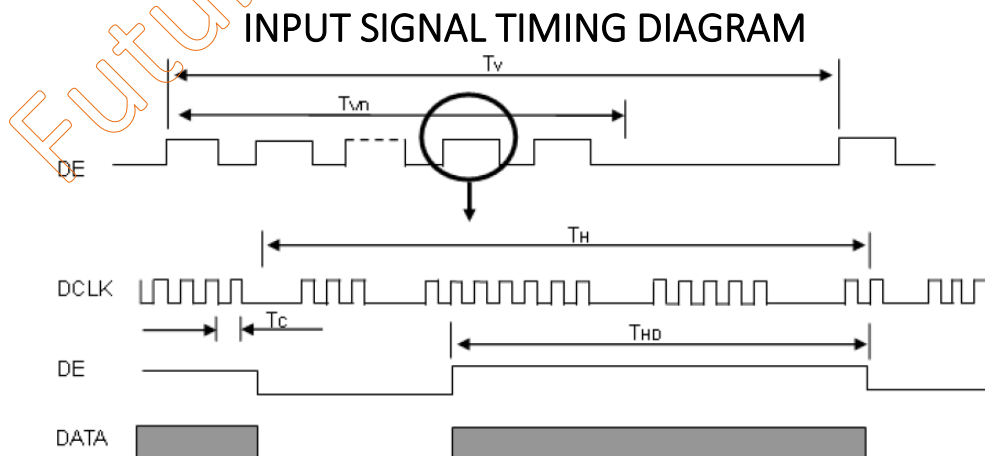 INPUT SIGNAL TIMING DIAGRAM
Tv
Tvn
DE
TH
DCLK
Tc
THD
DE
DATA